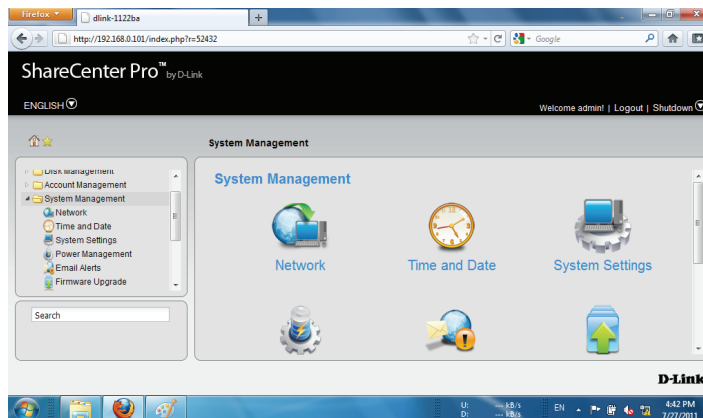 Firefox
dlink-1122ba
http://192.168.0.101/index.php?r=52432
Google
ShareCenter Pro™ by D-Link
ENGLISH
Welcome admin! | Logout | Shutdown
System Management
Disk Management
Account Management
System Management
Network
Time and Date
System Settings
Power Management
Email Alerts
Firmware Upgrade
Search
System Management
Network
Time and Date
System Settings
D-Link
U: --- kB/s
D: --- kB/s
EN
4:42 PM
7/27/2011